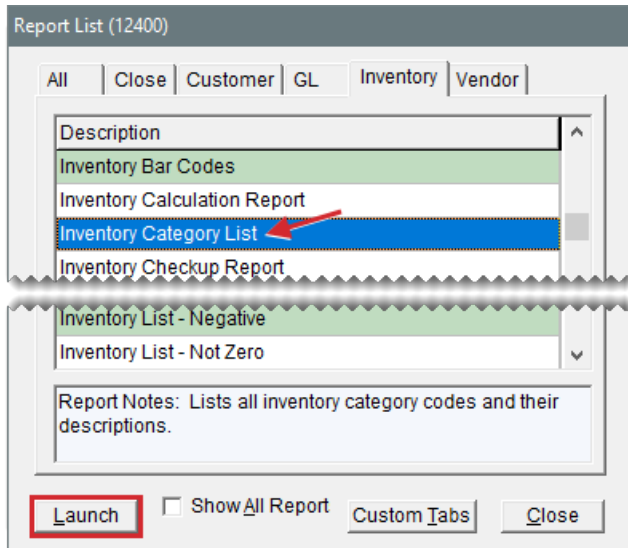 Report List (12400)
All Close Customer GL Inventory Vendor
Description
Inventory Bar Codes
Inventory Calculation Report
Inventory Category List
Inventory Checkup Report
Inventory List - Negative
Inventory List - Not Zero
Report Notes: Lists all inventory category codes and their
descriptions.
Launch Show All Report Custom Tabs Close